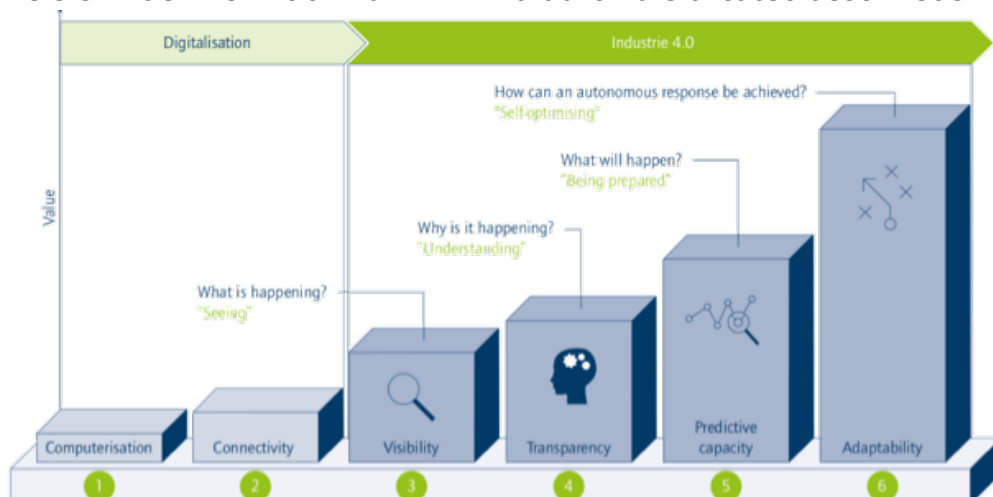 Digitalisation
Industrie 4.0
How can an autonomous response be achieved?
"Self-optimising"
What will happen?
"Being prepared"
Why is it happening?
"Understanding"
What is happening?
"Seeing"
Value
Computerisation
Connectivity
Visibility
Transparency
Predictive
capacity
Adaptability
1
2
3
4
5
6